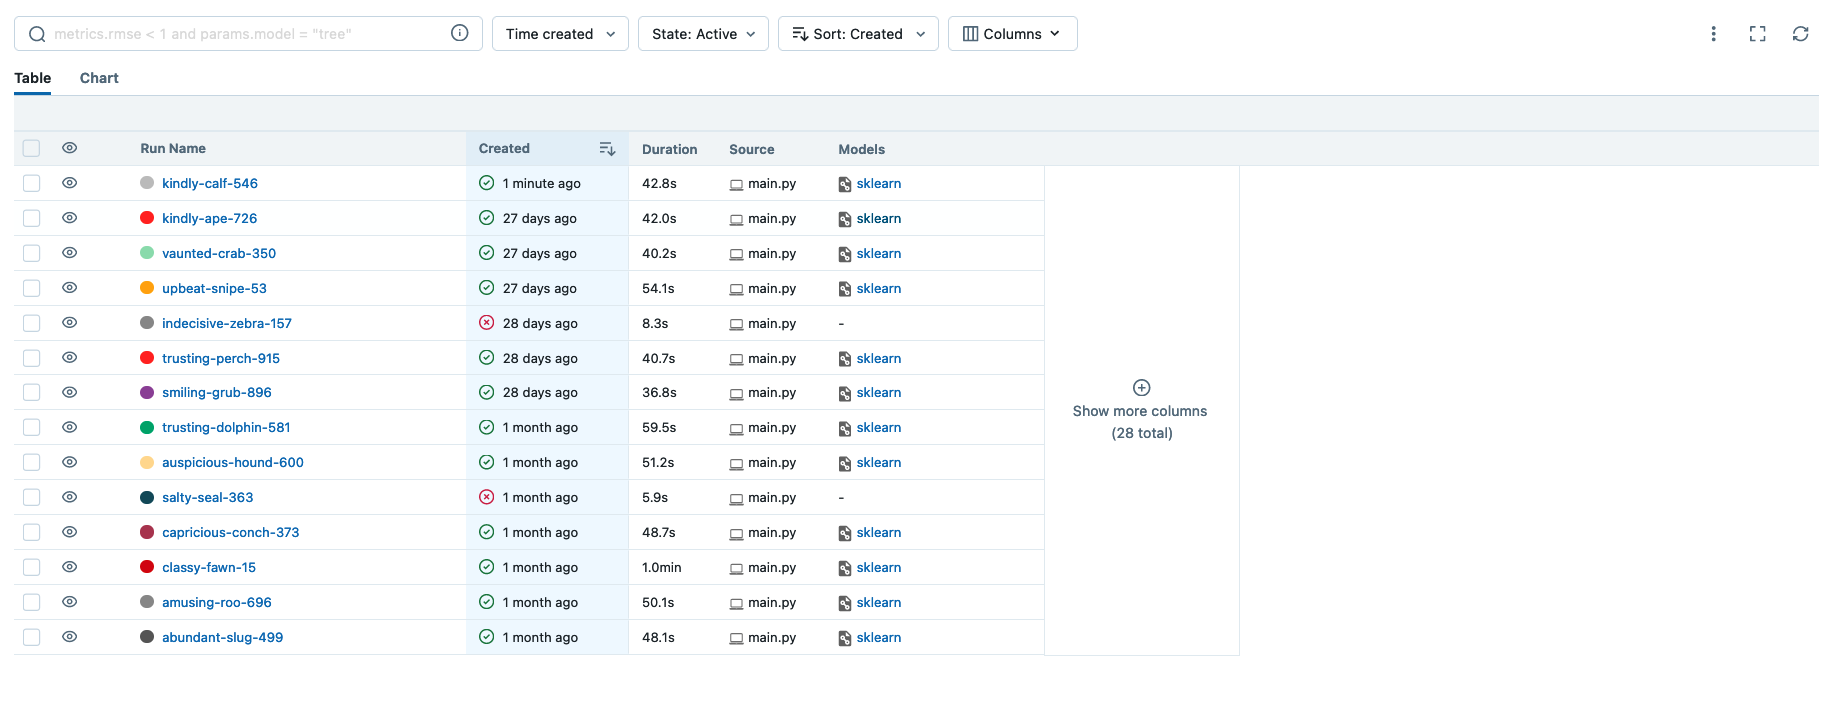 metrics.rmse < 1 and params.model = "tree" Time created State: Active Sort: Created Columns
Table Chart
Run Name Created Duration Source Models
kindly-calf-546 1 minute ago 42.8s main.py sklearn
kindly-ape-726 27 days ago 42.0s main.py sklearn
vaunted-crab-350 27 days ago 40.2s main.py sklearn
upbeat-snipe-53 27 days ago 54.1s main.py sklearn
indecisive-zebra-157 28 days ago 8.3s main.py -
trusting-perch-915 28 days ago 40.7s main.py sklearn
smiling-grub-896 28 days ago 36.8s main.py sklearn
trusting-dolphin-581 1 month ago 59.5s main.py sklearn
auspicious-hound-600 1 month ago 51.2s main.py sklearn
salty-seal-363 1 month ago 5.9s main.py -
capricious-conch-373 1 month ago 48.7s main.py sklearn
classy-fawn-15 1 month ago 1.0min main.py sklearn
amusing-roo-696 1 month ago 50.1s main.py sklearn
abundant-slug-499 1 month ago 48.1s main.py sklearn
Show more columns
(28 total)